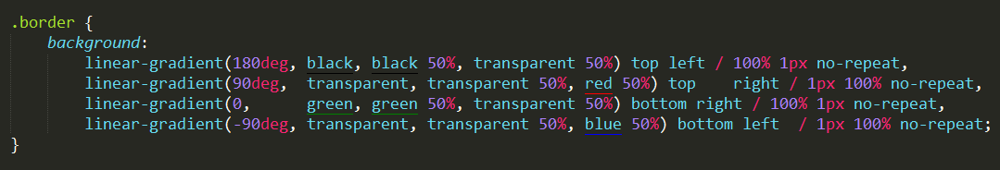 .border {
    background:
        linear-gradient(180deg, black, black 50%, transparent 50%) top left / 100% 1px no-repeat,
        linear-gradient(90deg,  transparent, transparent 50%, red 50%) top    right / 1px 100% no-repeat,
        linear-gradient(0,      green, green 50%, transparent 50%) bottom right / 100% 1px no-repeat,
        linear-gradient(-90deg, transparent, transparent 50%, blue 50%) bottom left  / 1px 100% no-repeat;
}